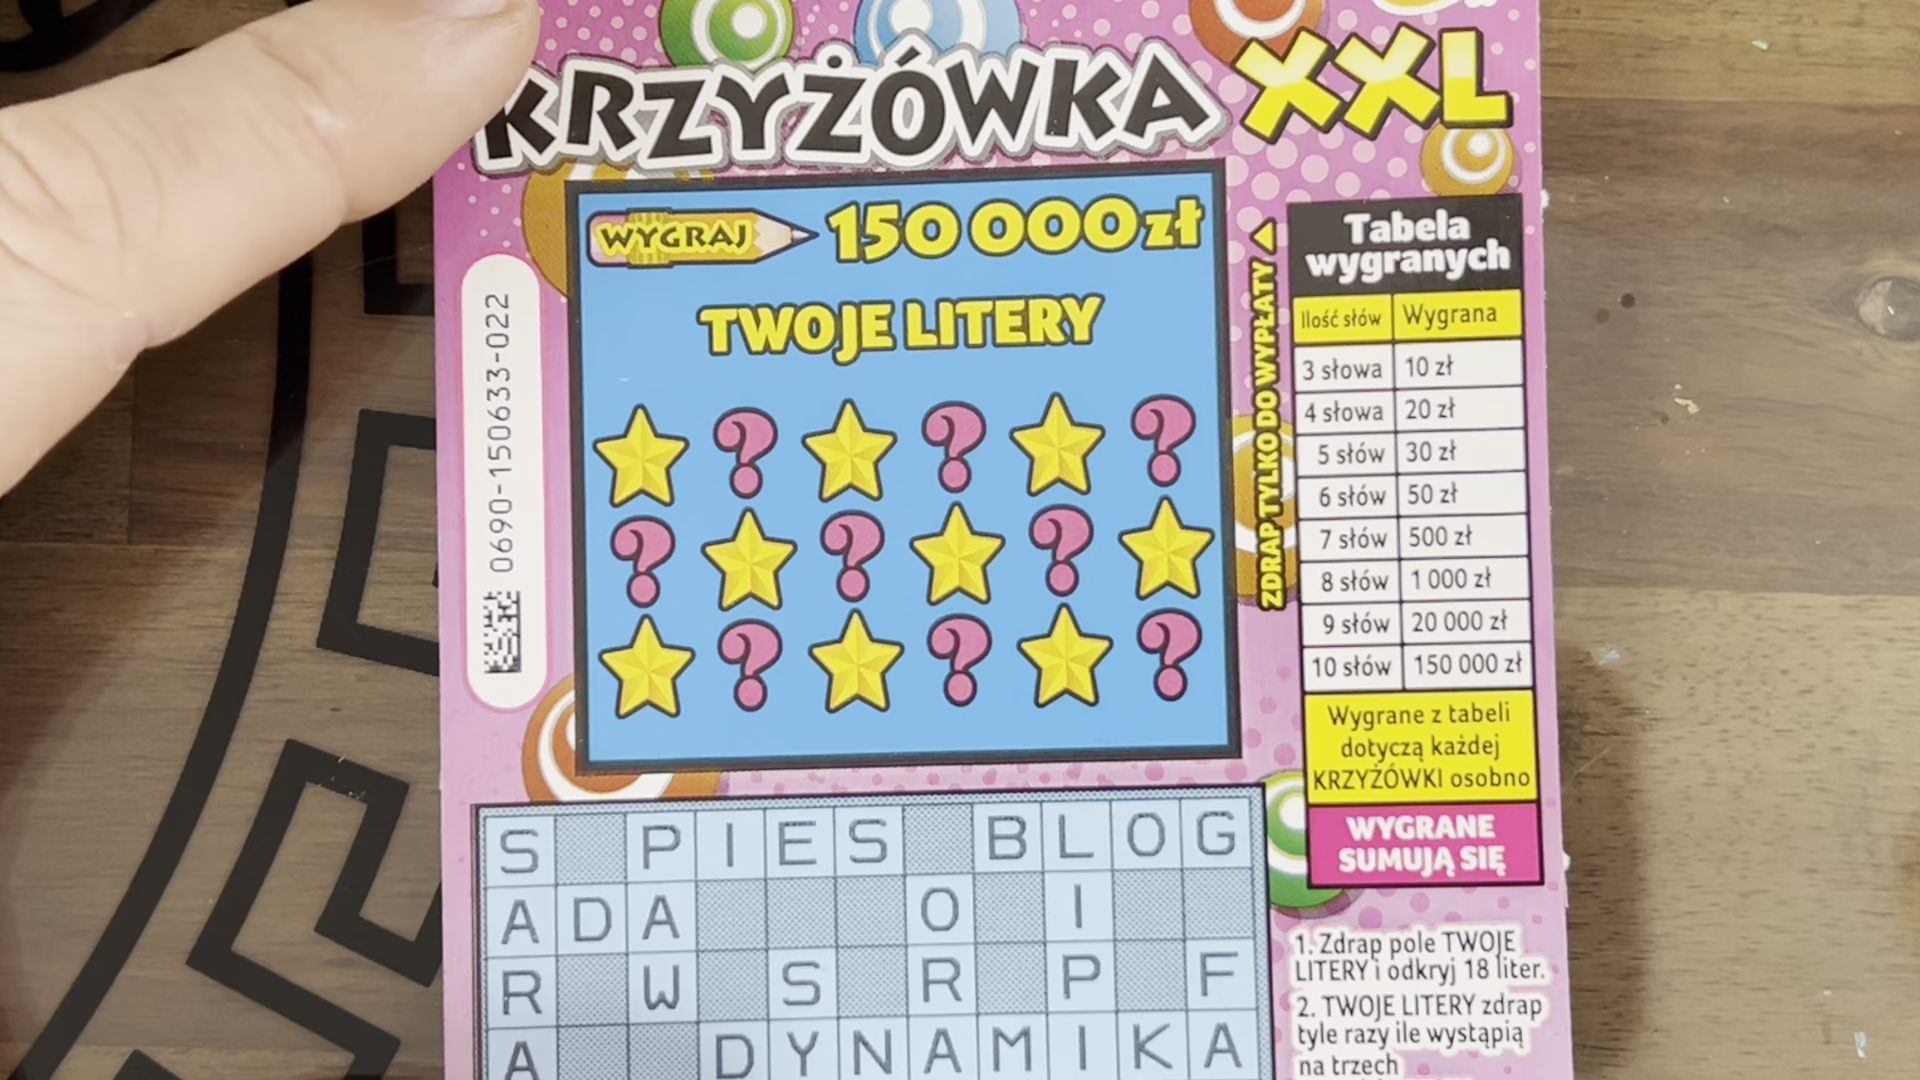 KRZYŻÓWKA XXL
WYGRAJ 150 000 zł
TWOJE LITERY
0690-150633-022
ZDRAP TYLKO DO WYPŁATY
Tabela
wygranych
Ilość słów Wygrana
3 słowa 10 zł
4 słowa 20 zł
5 słów 30 zł
6 słów 50 zł
7 słów 500 zł
8 słów 1 000 zł
9 słów 20 000 zł
10 słów 150 000 zł
Wygrane z tabeli
dotyczą każdej
KRZYŻÓWKI osobno
WYGRANE
SUMUJĄ SIĘ
S PIES BLOG
ADA O I
R W S R P F
A DYNAMIKA
1. Zdrap pole TWOJE
LITERY i odkryj 18 liter.
2. TWOJE LITERY zdrap
tyle razy ile wystąpią
na trzech